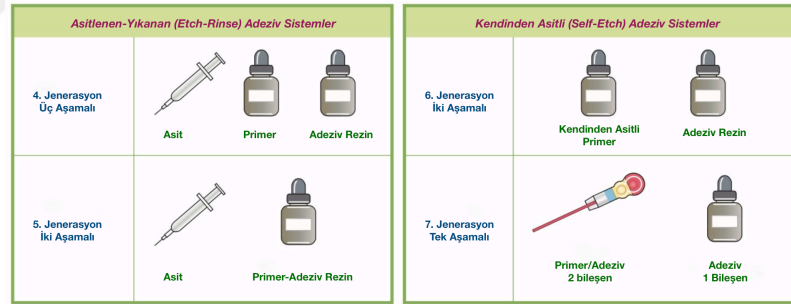 Asitlenen-Yıkanan (Etch-Rinse) Adeziv Sistemler
4. Jenerasyon
Üç Aşamalı
Asit
Primer
Adeziv Rezin
5. Jenerasyon
İki Aşamalı
Asit
Primer-Adeziv Rezin
Kendinden Asitli (Self-Etch) Adeziv Sistemler
6. Jenerasyon
İki Aşamalı
Kendinden Asitli
Primer
Adeziv Rezin
7. Jenerasyon
Tek Aşamalı
Primer/Adeziv
2 bileşen
Adeziv
1 Bileşen